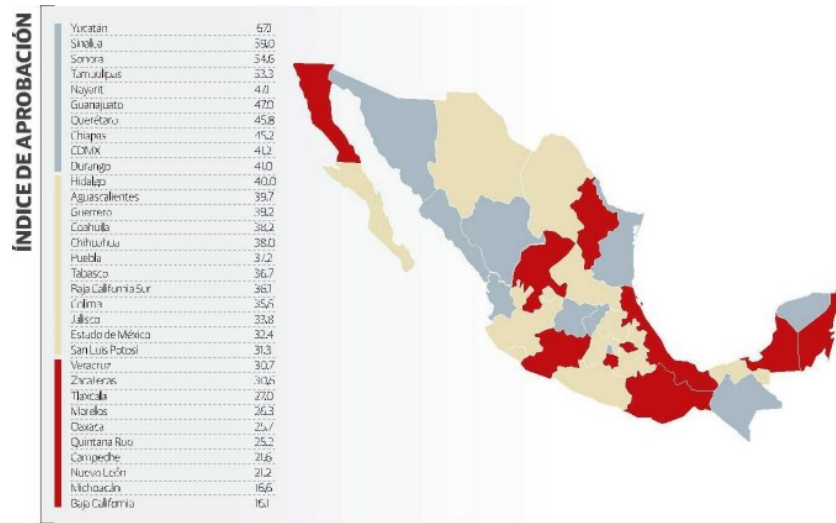 ÍNDICE DE APROBACIÓN
Yucatán 67.1
Sinaloa 59.0
Sonora 54.6
Tamaulipas 53.3
Nayarit 47.1
Guanajuato 47.0
Querétaro 45.8
Chiapas 45.2
CDMX 41.2
Durango 41.0
Hidalgo 40.0
Aguascalientes 39.7
Guerrero 39.2
Coahuila 38.2
Chihuahua 38.0
Puebla 37.2
Tabasco 36.7
Baja California Sur 36.1
Colima 35.6
Jalisco 33.8
Estado de México 32.4
San Luis Potosí 31.3
Veracruz 30.7
Zacatecas 30.6
Tlaxcala 27.0
Morelos 26.3
Oaxaca 25.7
Quintana Roo 25.2
Campeche 21.6
Nuevo León 21.2
Michoacán 16.6
Baja California 16.1